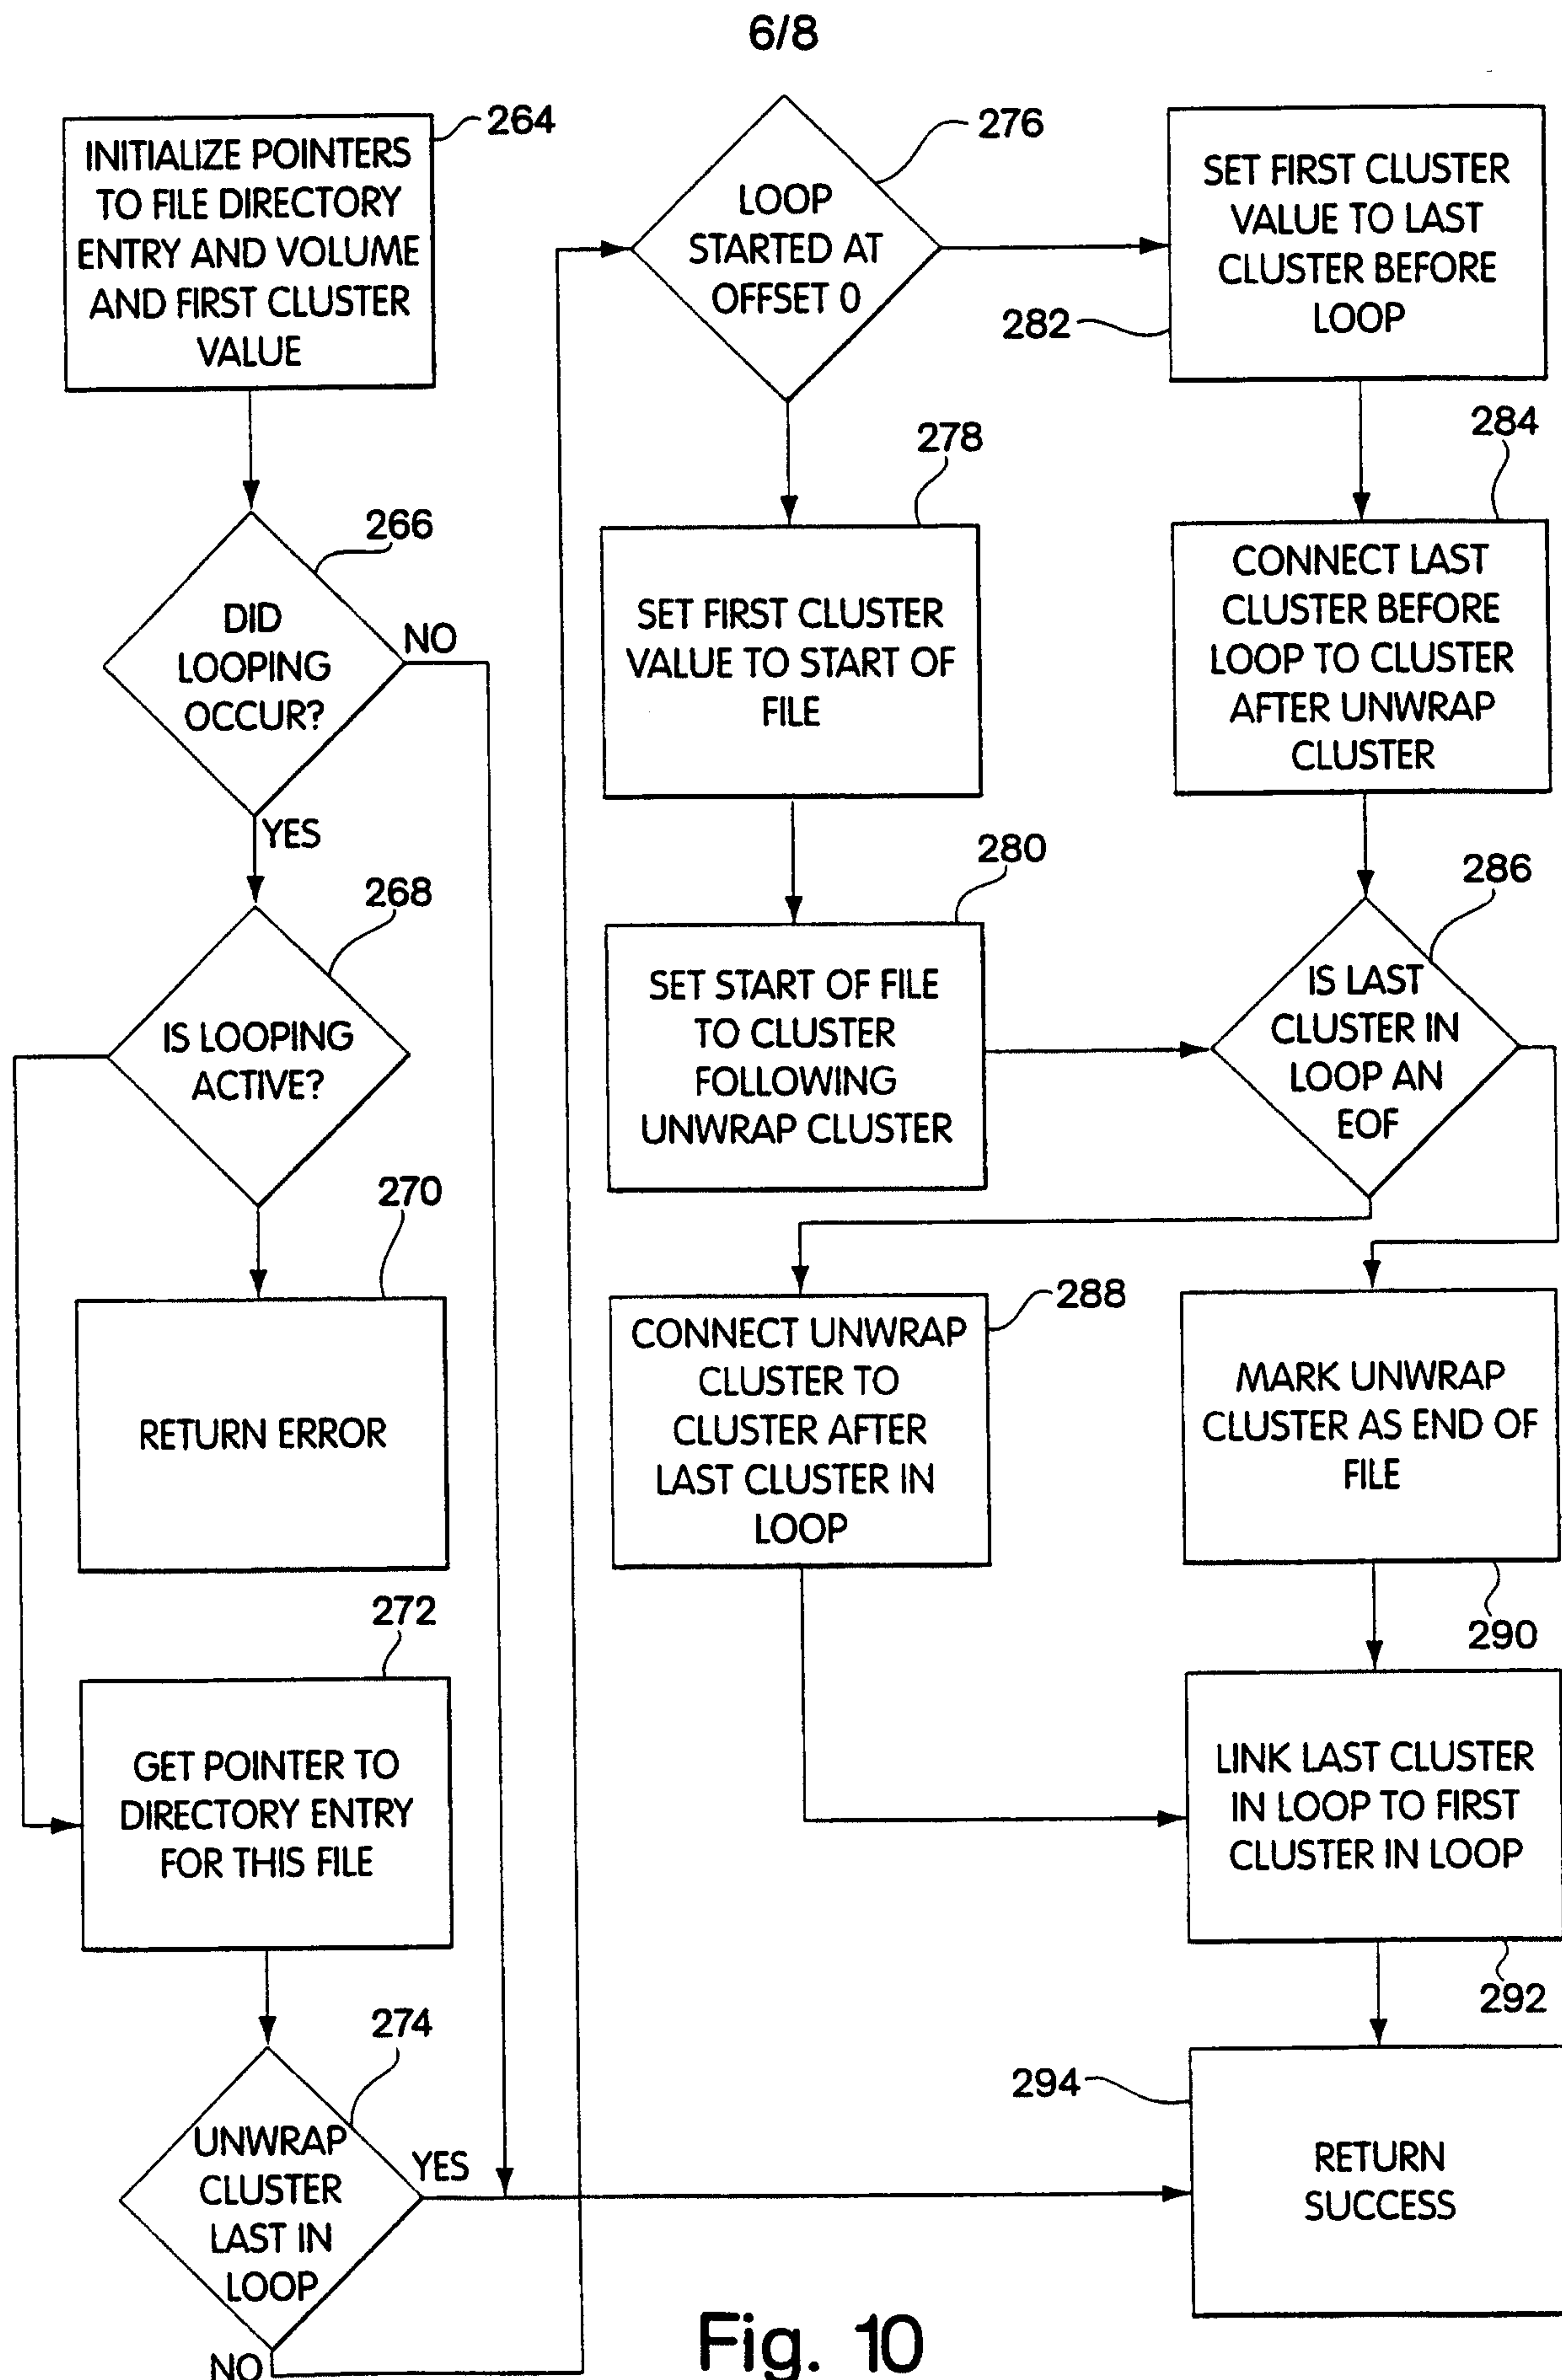 6/8
264
INITIALIZE POINTERS
TO FILE DIRECTORY
ENTRY AND VOLUME
AND FIRST CLUSTER
VALUE
266
DID
LOOPING
OCCUR?
NO
YES
268
IS LOOPING
ACTIVE?
270
RETURN ERROR
272
GET POINTER TO
DIRECTORY ENTRY
FOR THIS FILE
274
UNWRAP
CLUSTER
LAST IN
LOOP
YES
NO
276
LOOP
STARTED AT
OFFSET 0
278
SET FIRST CLUSTER
VALUE TO START OF
FILE
280
SET START OF FILE
TO CLUSTER
FOLLOWING
UNWRAP CLUSTER
282
SET FIRST CLUSTER
VALUE TO LAST
CLUSTER BEFORE
LOOP
284
CONNECT LAST
CLUSTER BEFORE
LOOP TO CLUSTER
AFTER UNWRAP
CLUSTER
286
IS LAST
CLUSTER IN
LOOP AN
EOF
288
CONNECT UNWRAP
CLUSTER TO
CLUSTER AFTER
LAST CLUSTER IN
LOOP
MARK UNWRAP
CLUSTER AS END OF
FILE
290
LINK LAST CLUSTER
IN LOOP TO FIRST
CLUSTER IN LOOP
292
294
RETURN
SUCCESS
Fig. 10